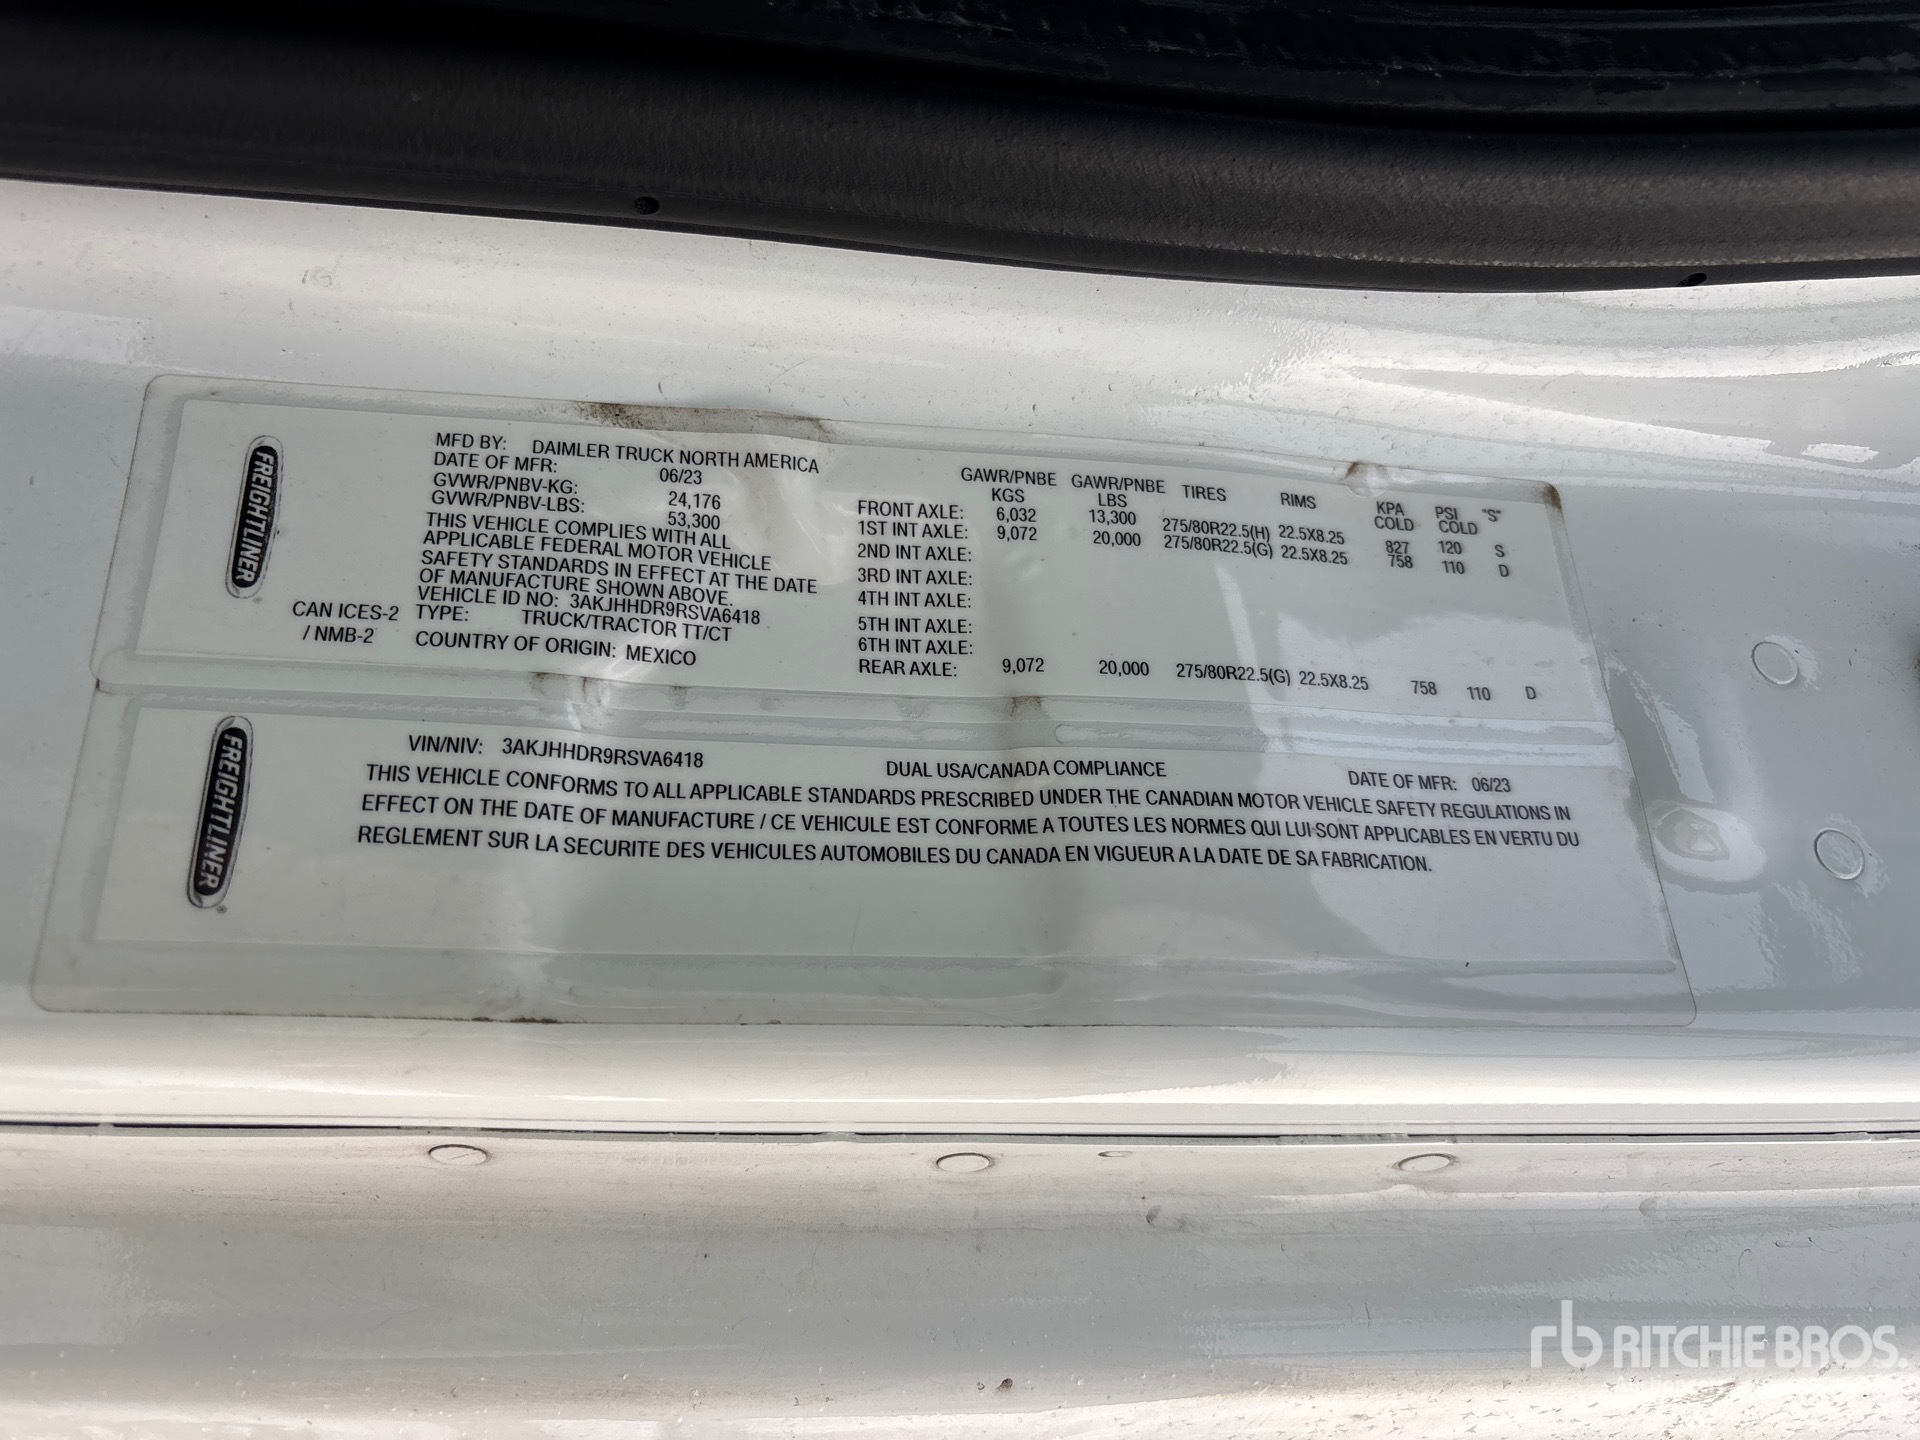 FREIGHTLINER
MFD BY: DAIMLER TRUCK NORTH AMERICA
DATE OF MFR: 06/23
GVWR/PNBV-KG: 24,176
GVWR/PNBV-LBS: 53,300
THIS VEHICLE COMPLIES WITH ALL
APPLICABLE FEDERAL MOTOR VEHICLE
SAFETY STANDARDS IN EFFECT AT THE DATE
OF MANUFACTURE SHOWN ABOVE.
VEHICLE ID NO: 3AKJHHDR9RSVA6418
TYPE: TRUCK/TRACTOR TT/CT
COUNTRY OF ORIGIN: MEXICO
CAN ICES-2
/ NMB-2
GAWR/PNBE KGS GAWR/PNBE LBS TIRES RIMS KPA COLD PSI COLD "S"
FRONT AXLE: 6,032 13,300 275/80R22.5(H) 22.5X8.25 827 120 S
1ST INT AXLE: 9,072 20,000 275/80R22.5(G) 22.5X8.25 758 110 D
2ND INT AXLE:
3RD INT AXLE:
4TH INT AXLE:
5TH INT AXLE:
6TH INT AXLE:
REAR AXLE: 9,072 20,000 275/80R22.5(G) 22.5X8.25 758 110 D
FREIGHTLINER
VIN/NIV: 3AKJHHDR9RSVA6418 DUAL USA/CANADA COMPLIANCE DATE OF MFR: 06/23
THIS VEHICLE CONFORMS TO ALL APPLICABLE STANDARDS PRESCRIBED UNDER THE CANADIAN MOTOR VEHICLE SAFETY REGULATIONS IN
EFFECT ON THE DATE OF MANUFACTURE / CE VEHICULE EST CONFORME A TOUTES LES NORMES QUI LUI SONT APPLICABLES EN VERTU DU
REGLEMENT SUR LA SECURITE DES VEHICULES AUTOMOBILES DU CANADA EN VIGUEUR A LA DATE DE SA FABRICATION.
rb RITCHIE BROS.